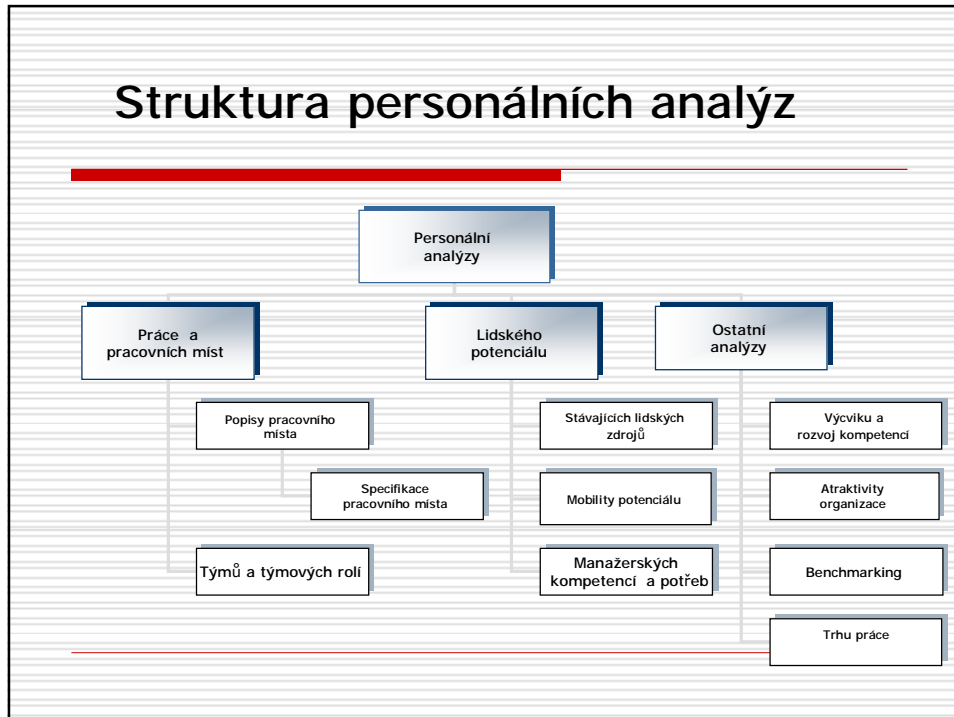 Struktura personálních analýz
Personální
analýzy
Práce a
pracovních míst
Lidského
potenciálu
Ostatní
analýzy
Popisy pracovního
místa
Specifikace
pracovního místa
Týmů a týmových rolí
Stávajících lidských
zdrojů
Mobility potenciálu
Manažerských
kompetencí a potřeb
Výcviku a
rozvoj kompetencí
Atraktivity
organizace
Benchmarking
Trhu práce